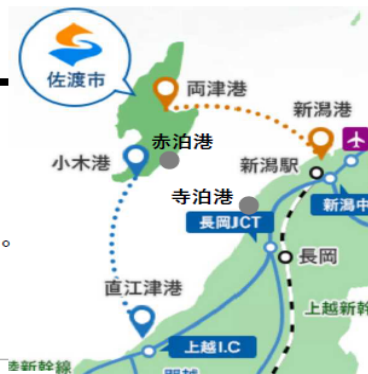 佐渡市
両津港
新潟港
赤泊港
小木港
新潟駅
寺泊港
新潟中
長岡JCT
。
長岡
直江津港
上越新幹
上越I.C
陸新幹線